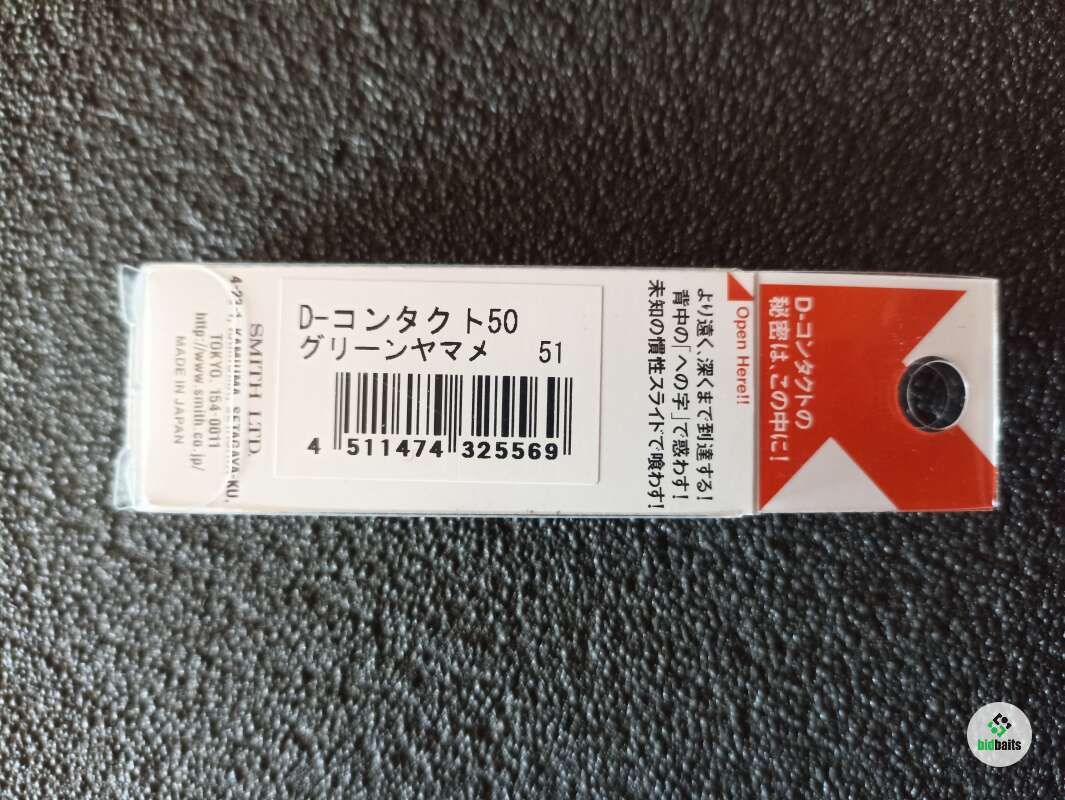 D-コンタクト50
グリーンヤマメ 51
4 511474 325569
より遠く、深くまで到達する!
背中の「への字」で惑わす!
未知の慣性スライドで喰わす!
Open Here!!
D-コンタクトの
秘密は、この中に!
SMITH LTD.
TOKYO. 154-0011
http://www.smith.co.jp/
MADE IN JAPAN
bidbaits